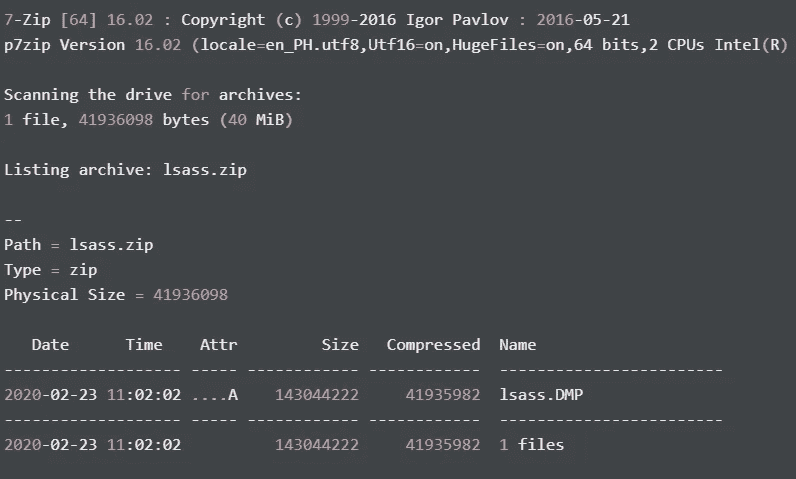 7-Zip [64] 16.02 : Copyright (c) 1999-2016 Igor Pavlov : 2016-05-21
p7zip Version 16.02 (locale=en_PH.utf8,Utf16=on,HugeFiles=on,64 bits,2 CPUs Intel(R)
Scanning the drive for archives:
1 file, 41936098 bytes (40 MiB)
Listing archive: lsass.zip
--
Path = lsass.zip
Type = zip
Physical Size = 41936098
   Date      Time    Attr         Size   Compressed  Name
------------------- ----- ------------ ------------  ------------------------
2020-02-23 11:02:02 ....A    143044222     41935982  lsass.DMP
------------------- ----- ------------ ------------  ------------------------
2020-02-23 11:02:02          143044222     41935982  1 files